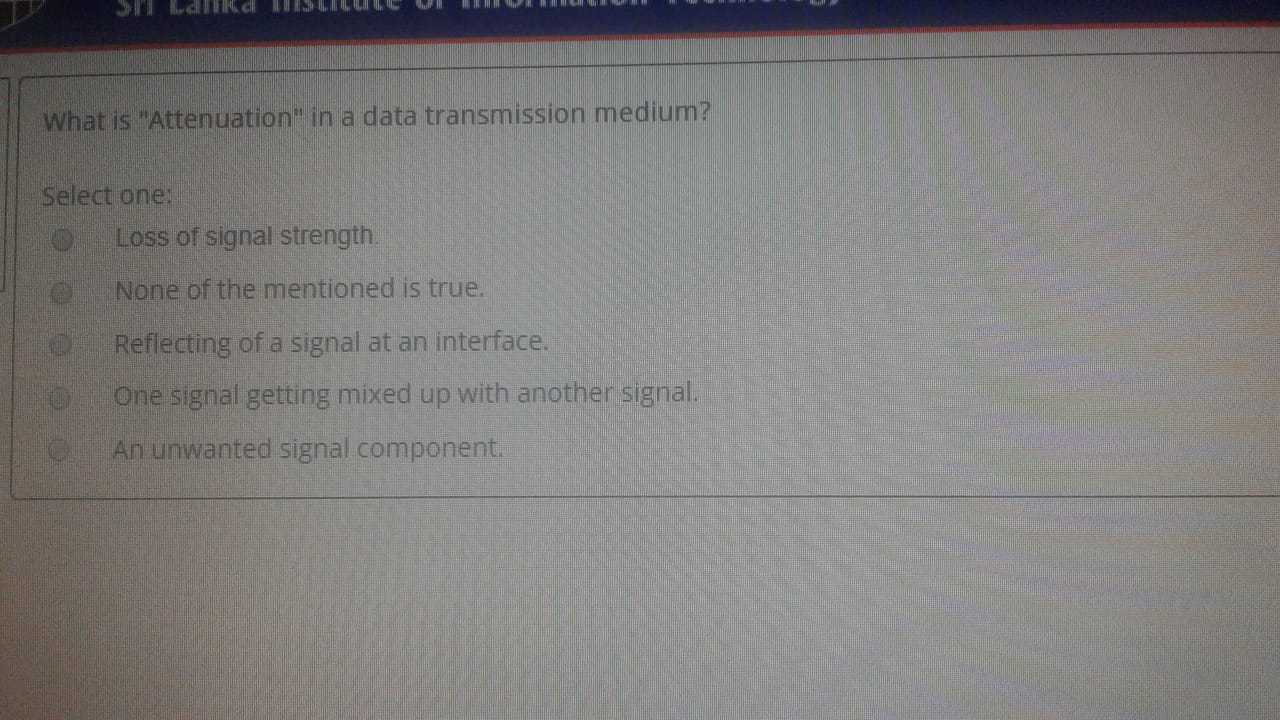 Sri Lanka Institute of Information Technology
What is "Attenuation" in a data transmission medium?
Select one:
Loss of signal strength.
None of the mentioned is true.
Reflecting of a signal at an interface.
One signal getting mixed up with another signal.
An unwanted signal component.